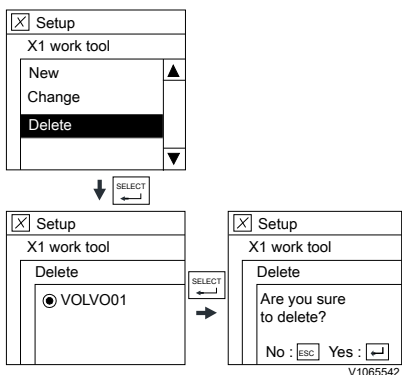 X Setup
X1 work tool
New
Change
Delete
SELECT
X Setup
X1 work tool
Delete
VOLVO01
SELECT
X Setup
X1 work tool
Delete
Are you sure
to delete?
No : ESC Yes :
V1065542